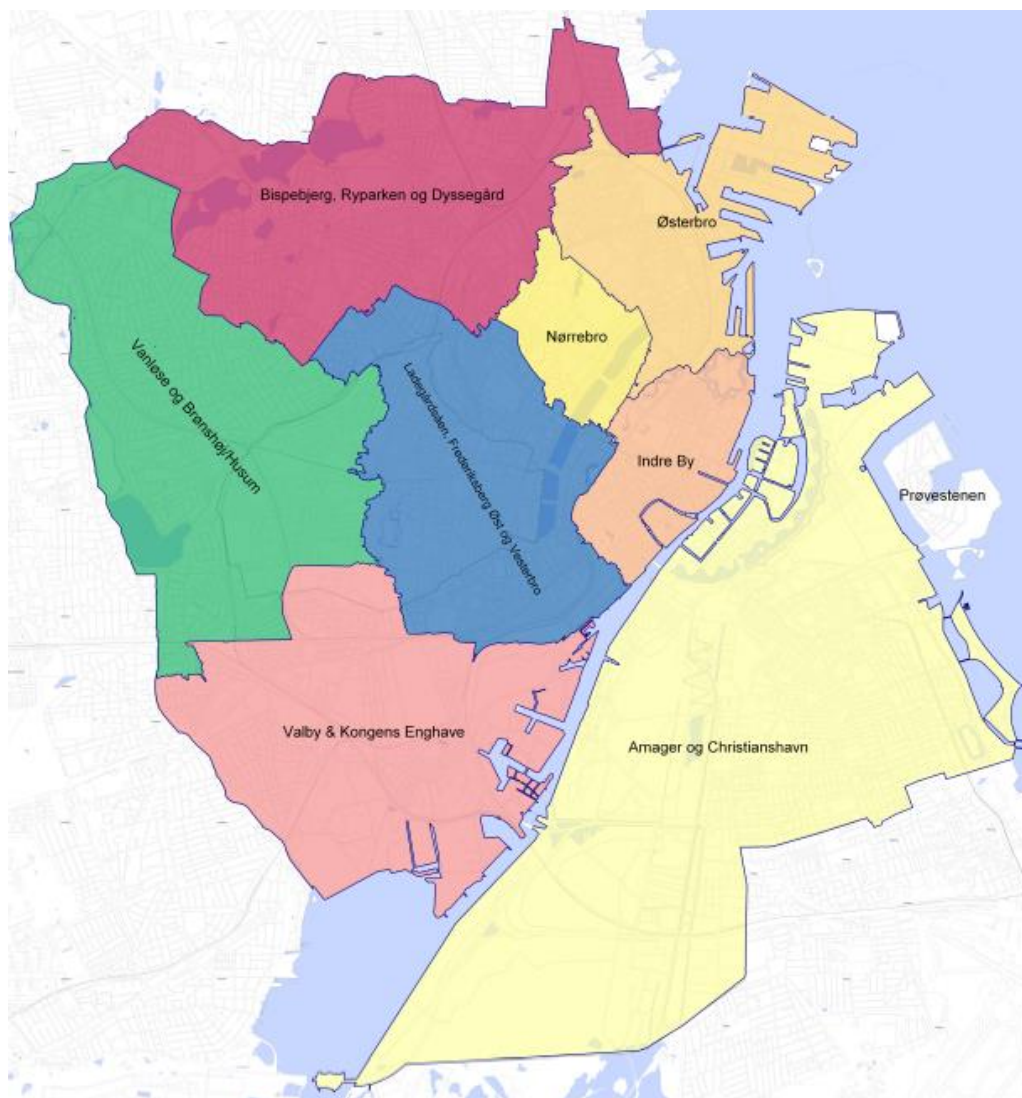 Bispebjerg, Ryparken og Dyssegård
Østerbro
Nørrebro
Vanløse og Brønshøj/Husum
Ladegårdsåen, Frederiksberg Øst og Vesterbro
Indre By
Prøvestenen
Valby & Kongens Enghave
Amager og Christianshavn